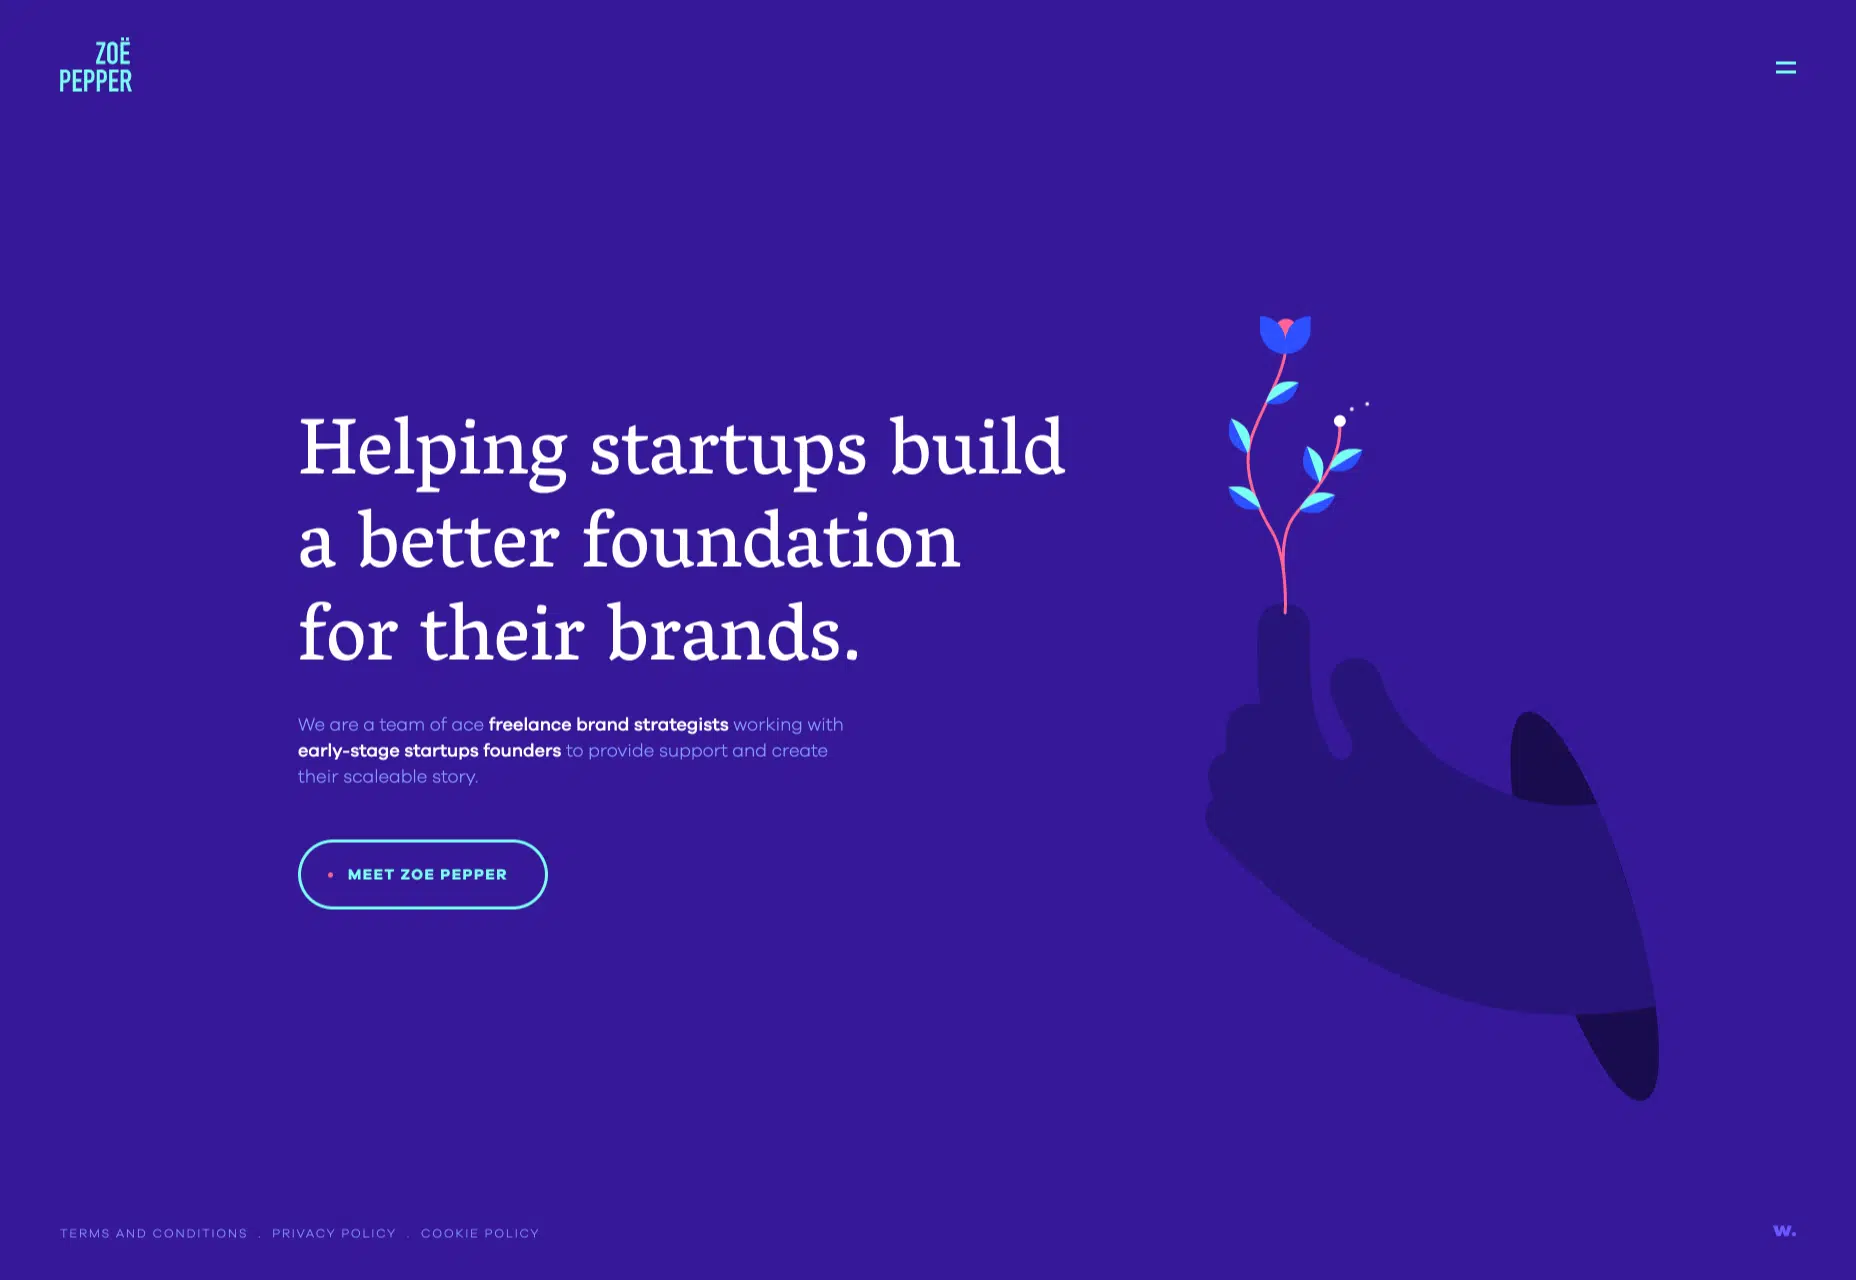 ZOË
PEPPER
Helping startups build
a better foundation
for their brands.
We are a team of ace freelance brand strategists working with
early-stage startups founders to provide support and create
their scaleable story.
MEET ZOE PEPPER
TERMS AND CONDITIONS . PRIVACY POLICY . COOKIE POLICY
w.